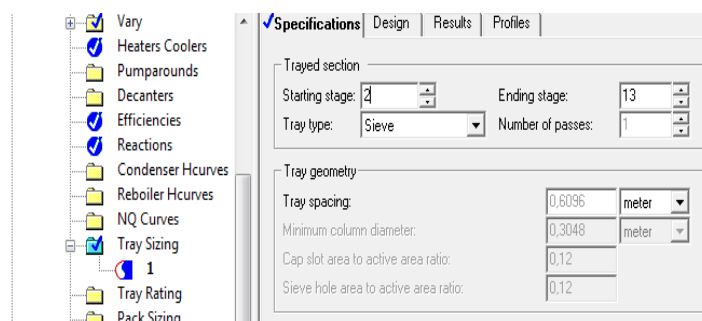 Vary
Heaters Coolers
Pumparounds
Decanters
Efficiencies
Reactions
Condenser Hcurves
Reboiler Hcurves
NQ Curves
Tray Sizing
1
Tray Rating
Pack Sizing
Specifications Design Results Profiles
Trayed section
Starting stage: 2 Ending stage: 13
Tray type: Sieve Number of passes: 1
Tray geometry
Tray spacing: 0,6096 meter
Minimum column diameter: 0,3048 meter
Cap slot area to active area ratio: 0,12
Sieve hole area to active area ratio: 0,12